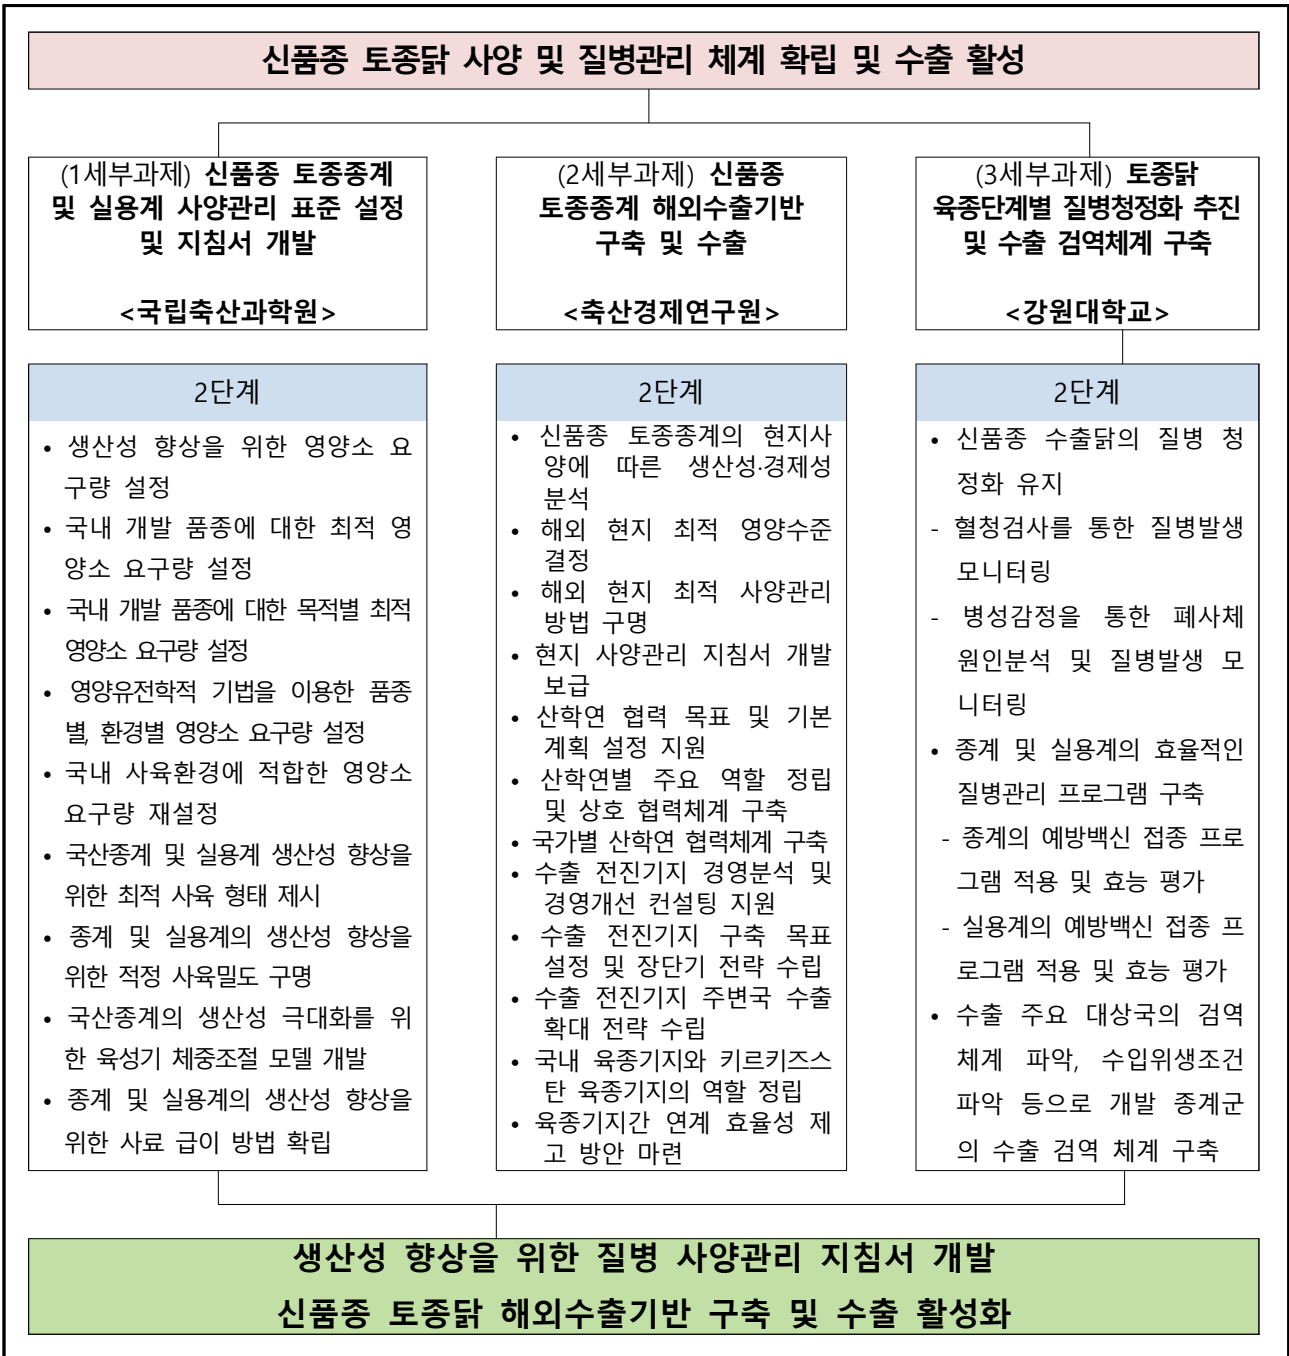 신품종 토종닭 사양 및 질병관리 체계 확립 및 수출 활성
(1세부과제) 신품종 토종종계
및 실용계 사양관리 표준 설정
및 지침서 개발
<국립축산과학원>
(2세부과제) 신품종
토종종계 해외수출기반
구축 및 수출
<축산경제연구원>
(3세부과제) 토종닭
육종단계별 질병청정화 추진
및 수출 검역체계 구축
<강원대학교>
2단계
• 생산성 향상을 위한 영양소 요
구량 설정
• 국내 개발 품종에 대한 최적 영
양소 요구량 설정
• 국내 개발 품종에 대한 목적별 최적
영양소 요구량 설정
• 영양유전학적 기법을 이용한 품종
별, 환경별 영양소 요구량 설정
• 국내 사육환경에 적합한 영양소
요구량 재설정
• 국산종계 및 실용계 생산성 향상을
위한 최적 사육 형태 제시
• 종계 및 실용계의 생산성 향상을
위한 적정 사육밀도 구명
• 국산종계의 생산성 극대화를 위
한 육성기 체중조절 모델 개발
• 종계 및 실용계의 생산성 향상을
위한 사료 급이 방법 확립
2단계
• 신품종 토종종계의 현지사
양에 따른 생산성·경제성
분석
• 해외 현지 최적 영양수준
결정
• 해외 현지 최적 사양관리
방법 구명
• 현지 사양관리 지침서 개발
보급
• 산학연 협력 목표 및 기본
계획 설정 지원
• 산학연별 주요 역할 정립
및 상호 협력체계 구축
• 국가별 산학연 협력체계 구축
• 수출 전진기지 경영분석 및
경영개선 컨설팅 지원
• 수출 전진기지 구축 목표
설정 및 장단기 전략 수립
• 수출 전진기지 주변국 수출
확대 전략 수립
• 국내 육종기지와 키르키즈스
탄 육종기지의 역할 정립
• 육종기지간 연계 효율성 제
고 방안 마련
2단계
• 신품종 수출닭의 질병 청
정화 유지
- 혈청검사를 통한 질병발생
모니터링
- 병성감정을 통한 폐사체
원인분석 및 질병발생 모
니터링
• 종계 및 실용계의 효율적인
질병관리 프로그램 구축
- 종계의 예방백신 접종 프로
그램 적용 및 효능 평가
- 실용계의 예방백신 접종 프
로그램 적용 및 효능 평가
• 수출 주요 대상국의 검역
체계 파악, 수입위생조건
파악 등으로 개발 종계군
의 수출 검역 체계 구축
생산성 향상을 위한 질병 사양관리 지침서 개발
신품종 토종닭 해외수출기반 구축 및 수출 활성화